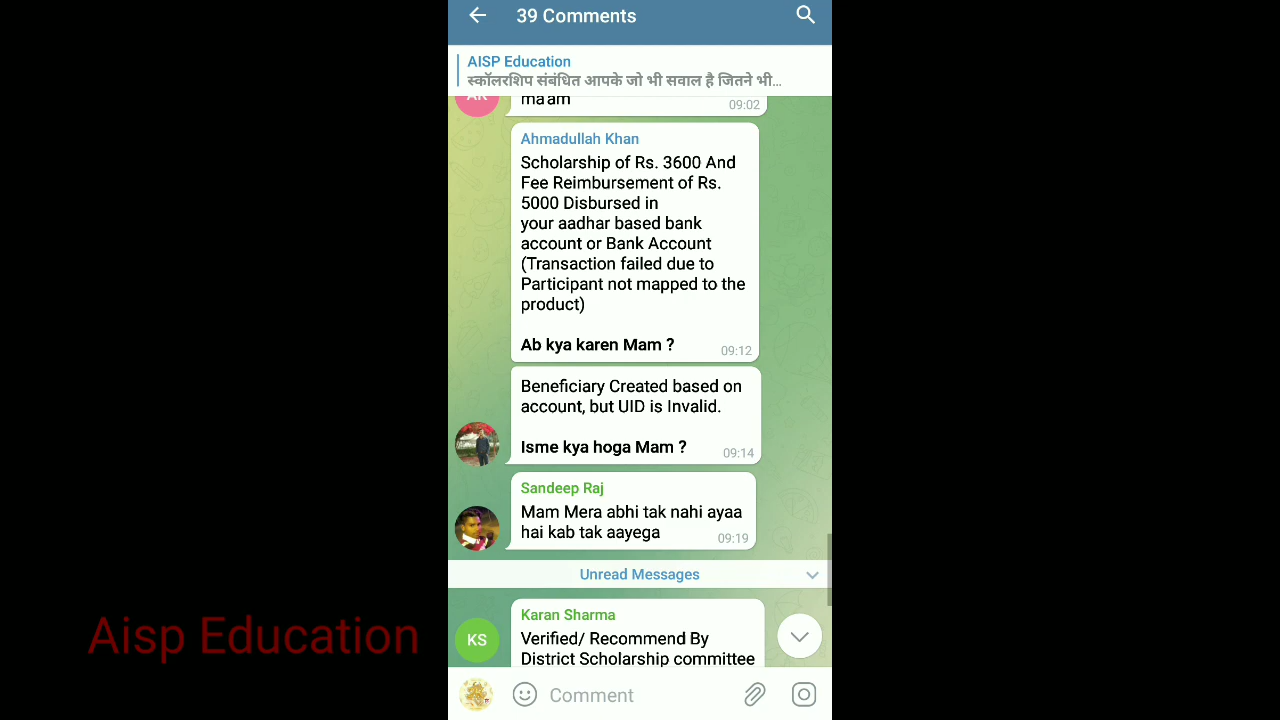 39 Comments
AISP Education
स्कॉलरशिप संबंधित आपके जो भी सवाल है जितने भी...
AR
ma'am
09:02
Ahmadullah Khan
Scholarship of Rs. 3600 And
Fee Reimbursement of Rs.
5000 Disbursed in
your aadhar based bank
account or Bank Account
(Transaction failed due to
Participant not mapped to the
product)
Ab kya karen Mam ?
09:12
Beneficiary Created based on
account, but UID is Invalid.
Isme kya hoga Mam ?
09:14
Sandeep Raj
Mam Mera abhi tak nahi ayaa
hai kab tak aayega
09:19
Unread Messages
Karan Sharma
KS
Verified/ Recommend By
District Scholarship committee
Aisp Education
Comment